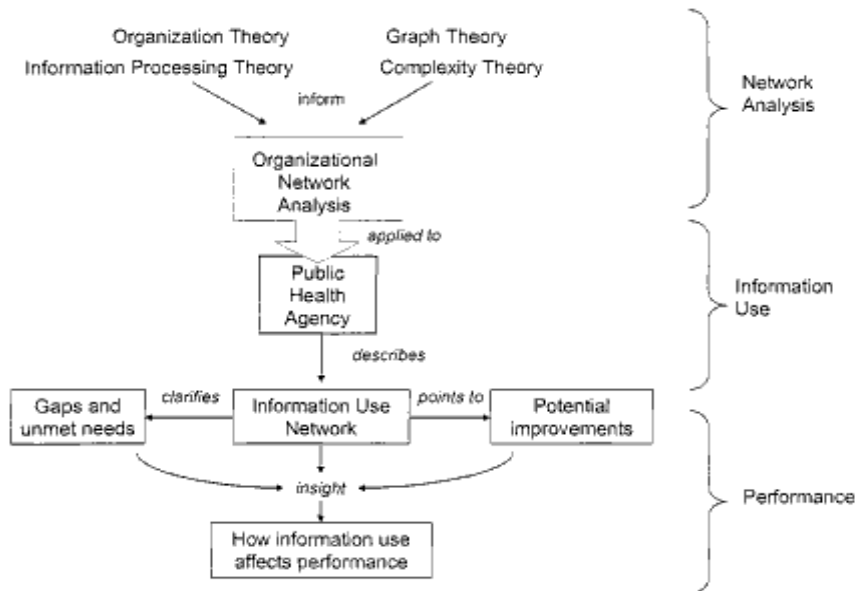 Organization Theory
Graph Theory
Information Processing Theory
Complexity Theory
inform
Network
Analysis
Organizational
Network
Analysis
applied to
Public
Health
Agency
Information
Use
describes
Gaps and
unmet needs
clarifies
Information Use
Network
points to
Potential
improvements
insight
Performance
How information use
affects performance